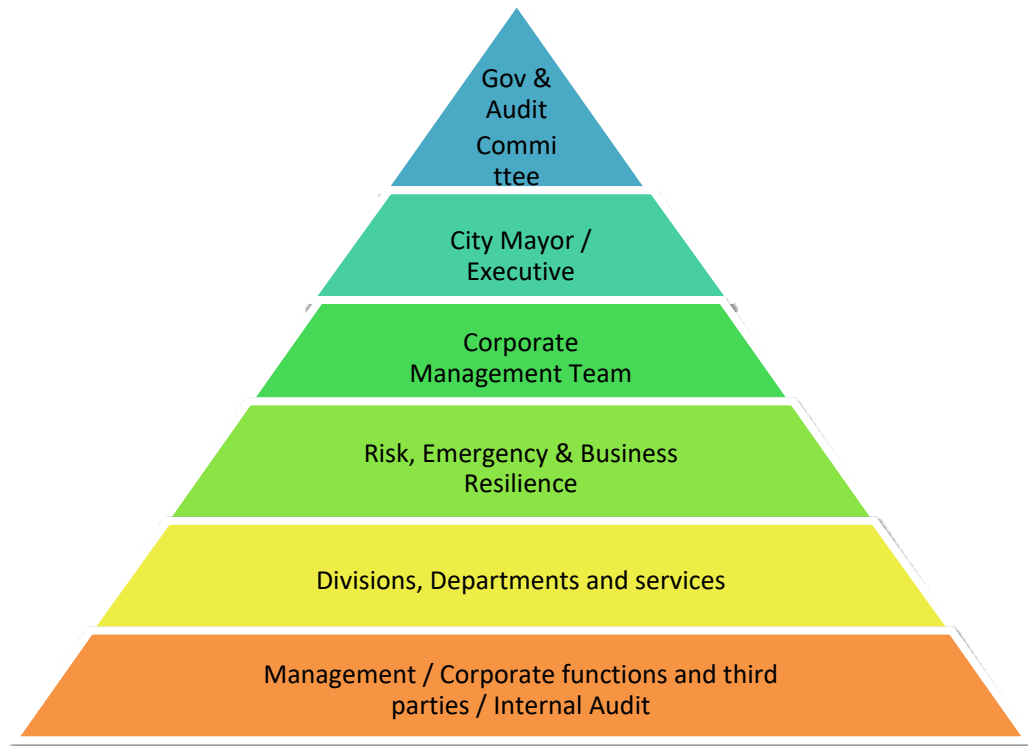 Gov &
Audit
Commi
ttee
City Mayor /
Executive
Corporate
Management Team
Risk, Emergency & Business
Resilience
Divisions, Departments and services
Management / Corporate functions and third
parties / Internal Audit